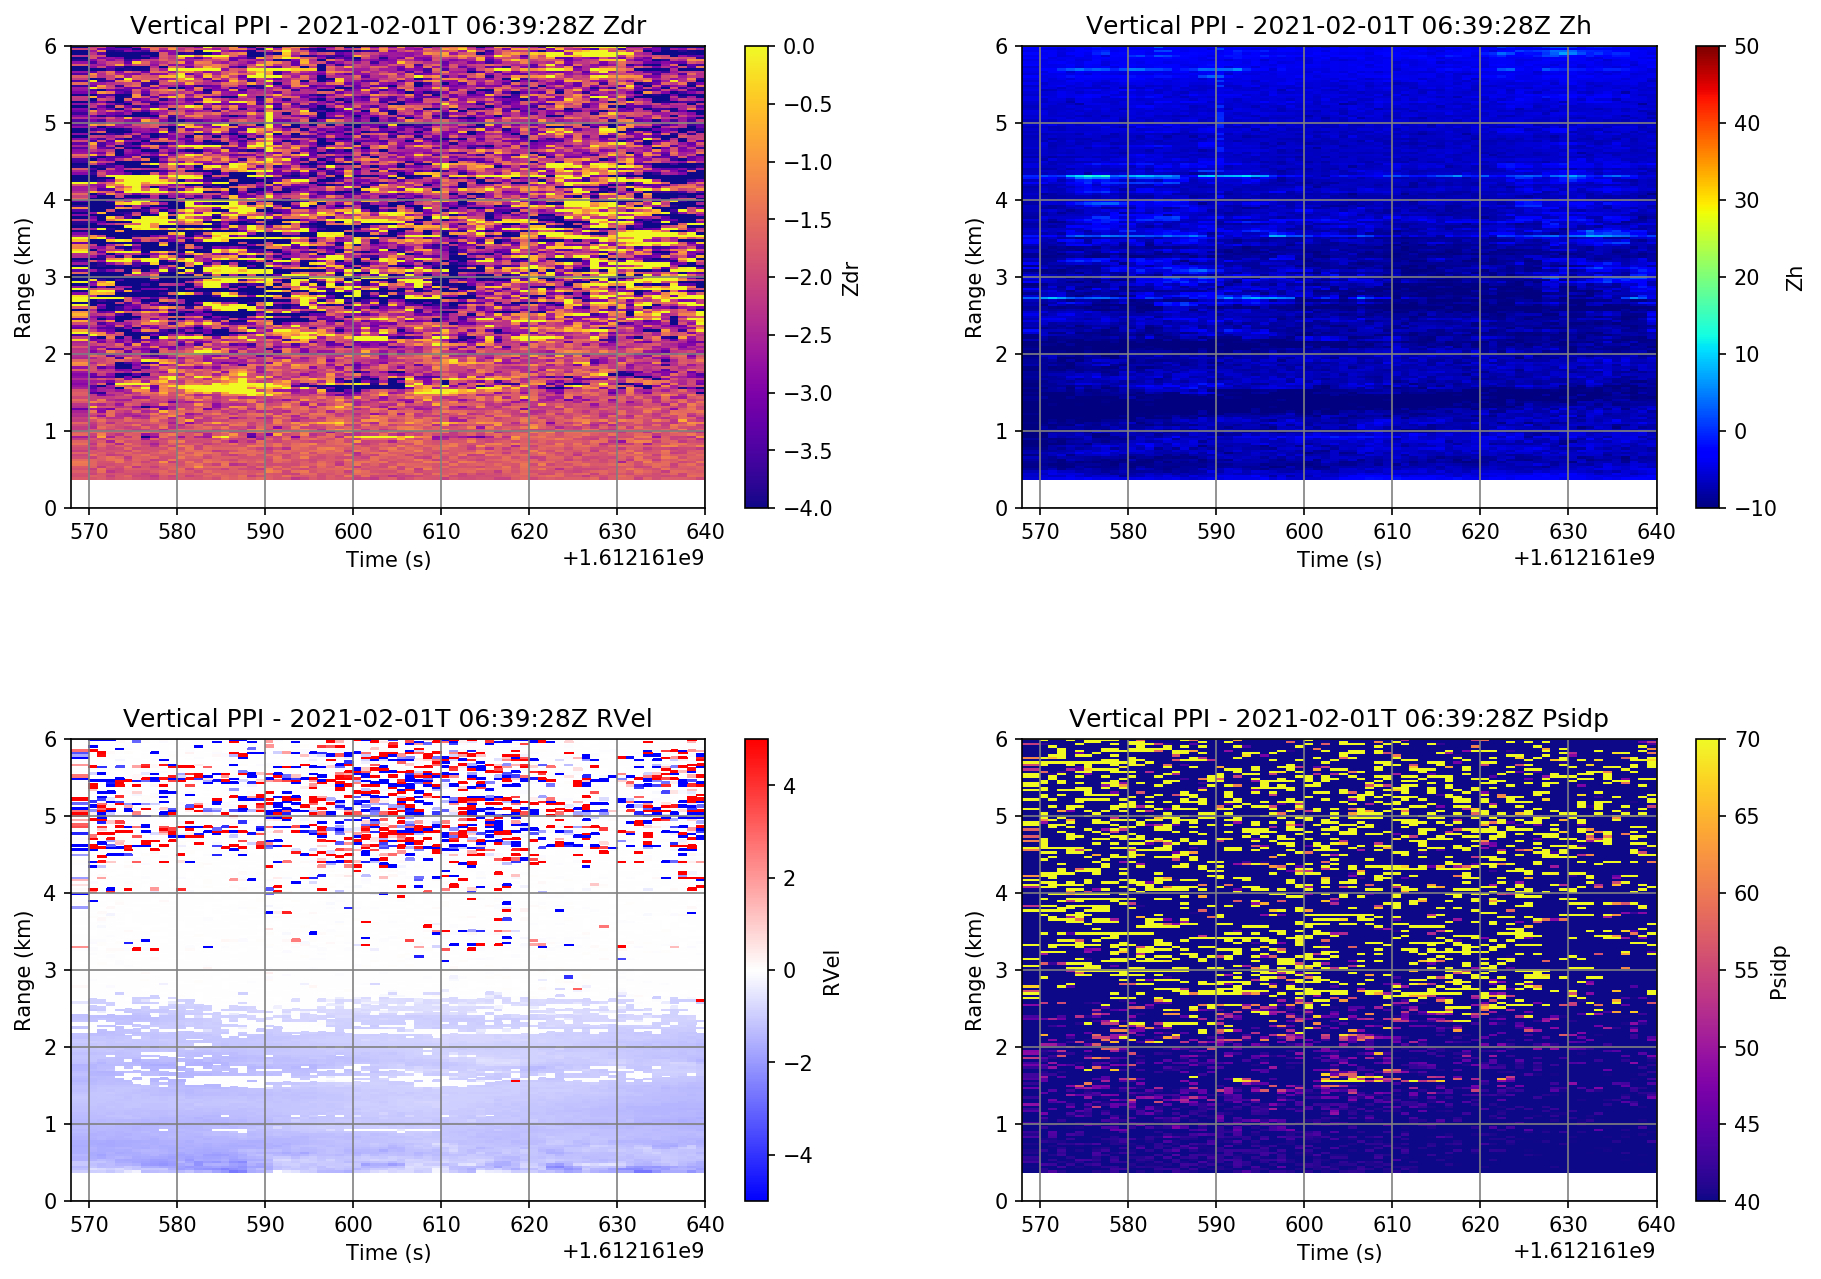 Vertical PPI - 2021-02-01T 06:39:28Z Zdr
6
5
4
3
2
1
0
Range (km)
570 580 590 600 610 620 630 640
Time (s)
+1.612161e9
0.0
−0.5
−1.0
−1.5
−2.0
−2.5
−3.0
−3.5
−4.0
Zdr
Vertical PPI - 2021-02-01T 06:39:28Z Zh
6
5
4
3
2
1
0
Range (km)
570 580 590 600 610 620 630 640
Time (s)
+1.612161e9
50
40
30
20
10
0
−10
Zh
Vertical PPI - 2021-02-01T 06:39:28Z RVel
6
5
4
3
2
1
0
Range (km)
570 580 590 600 610 620 630 640
Time (s)
+1.612161e9
4
2
0
−2
−4
RVel
Vertical PPI - 2021-02-01T 06:39:28Z Psidp
6
5
4
3
2
1
0
Range (km)
570 580 590 600 610 620 630 640
Time (s)
+1.612161e9
70
65
60
55
50
45
40
Psidp